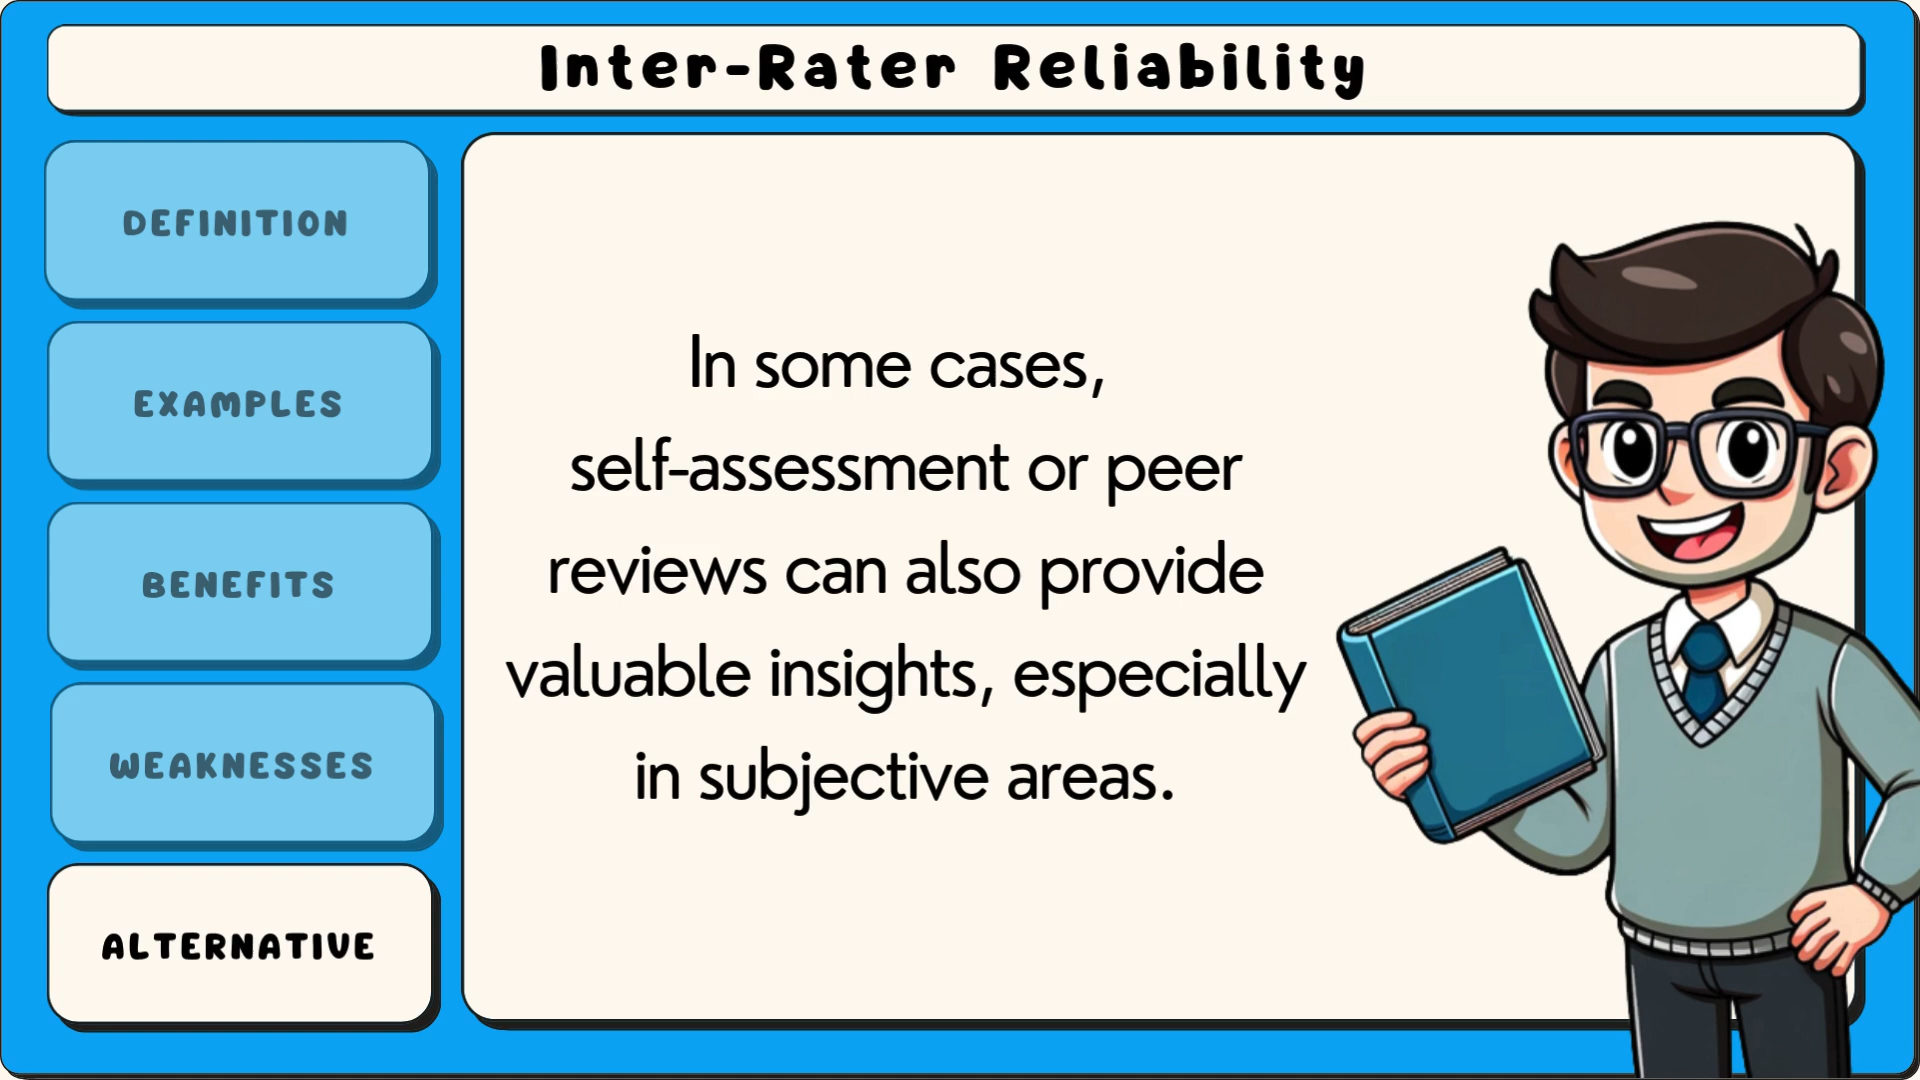 Inter-Rater Reliability
DEFINITION
EXAMPLES
BENEFITS
WEAKNESSES
ALTERNATIVE
In some cases,
self-assessment or peer
reviews can also provide
valuable insights, especially
in subjective areas.